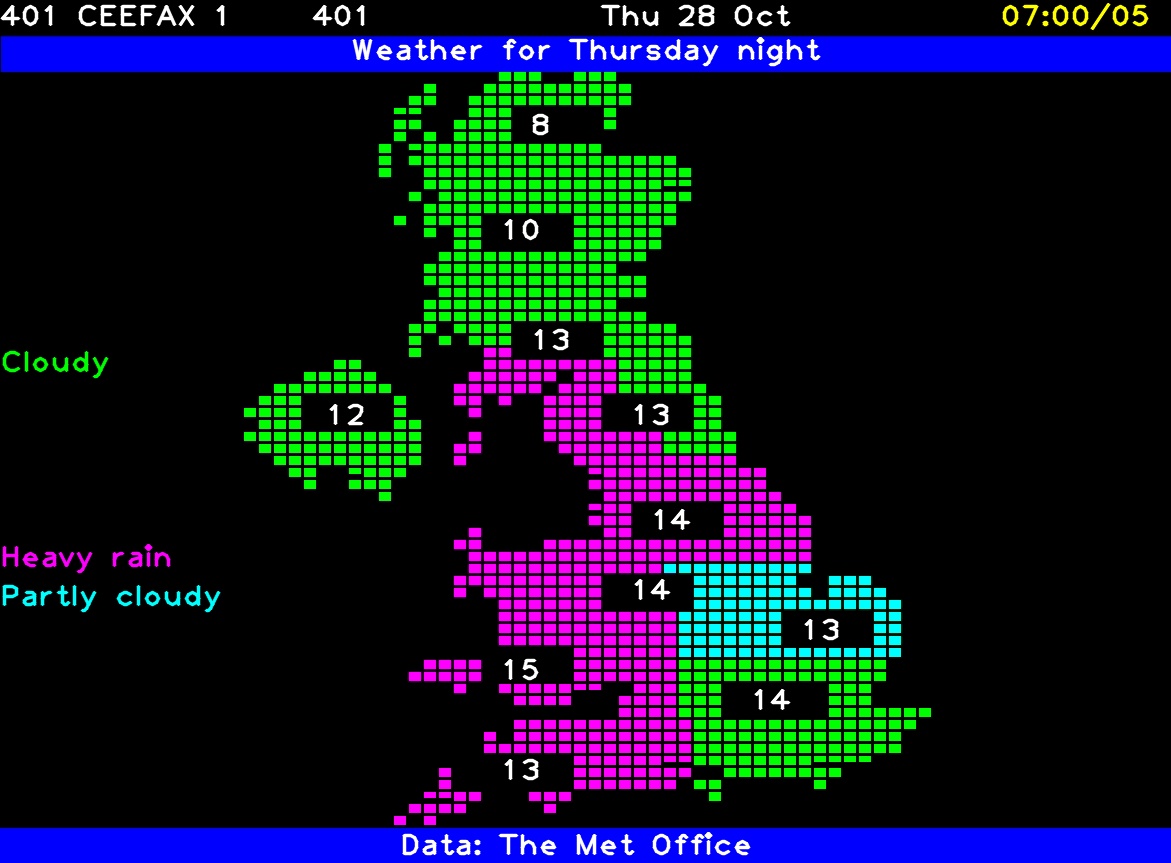 401 CEEFAX 1 401 Thu 28 Oct 07:00/05
Weather for Thursday night
8
10
13
Cloudy
12 13
14
Heavy rain
14
Partly cloudy
13
15
14
13
Data: The Met Office